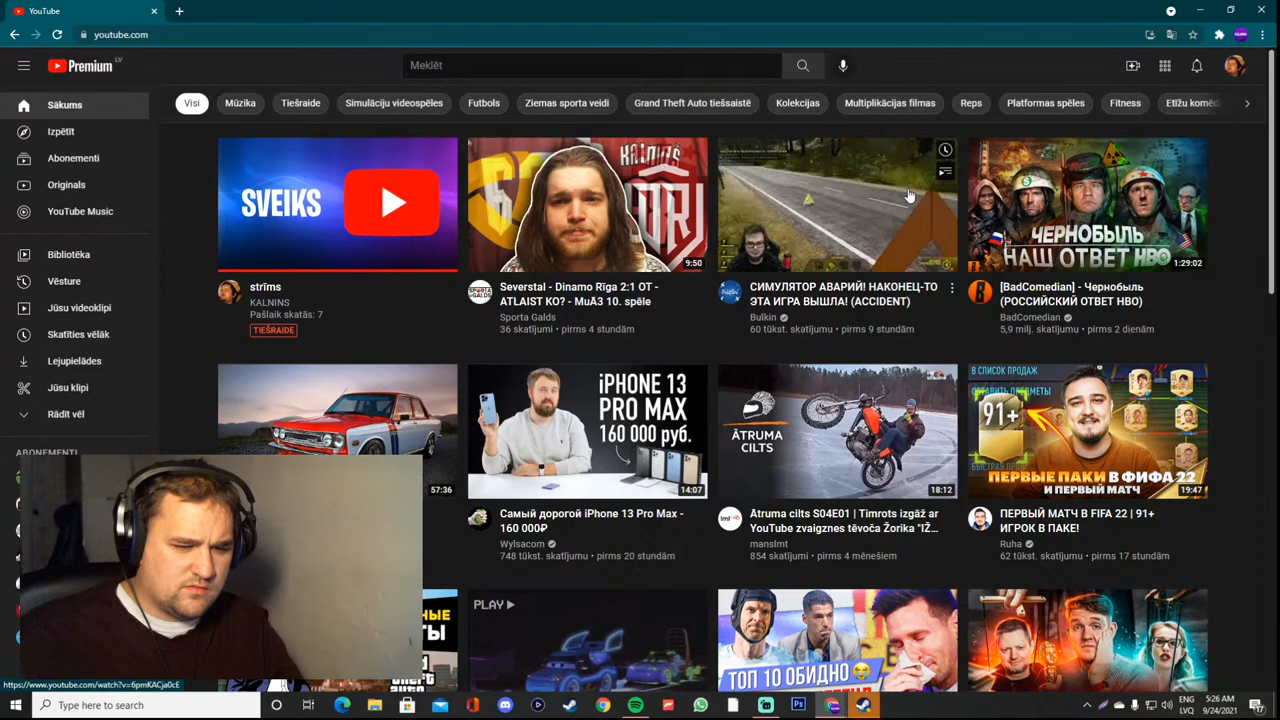 YouTube
youtube.com
Premium LV
Meklēt
Visi
Mūzika
Tiešraide
Simulāciju videospēles
Futbols
Ziemas sporta veidi
Grand Theft Auto tiešsaistē
Kolekcijas
Multiplikācijas filmas
Reps
Platformas spēles
Fitness
Etīžu komēd
Sākums
Izpētīt
Abonementi
Originals
YouTube Music
Bibliotēka
Vēsture
Jūsu videoklipi
Skatīties vēlāk
Lejupielādes
Jūsu klipi
Rādīt vēl
ABONEMENTI
SVEIKS
strīms
KALNINS
Pašlaik skatās: 7
TIEŠRAIDE
KALNIŅŠ
9:50
Severstal - Dinamo Rīga 2:1 OT -
ATLAIST KO? - MuĀ3 10. spēle
Sporta Galds
36 skatījumi • pirms 4 stundām
СИМУЛЯТОР АВАРИЙ! НАКОНЕЦ-ТО
ЭТА ИГРА ВЫШЛА! (ACCIDENT)
Bulkin
60 tūkst. skatījumu • pirms 9 stundām
ЧЕРНОБЫЛЬ
НАШ ОТВЕТ HBO
1:29:02
[BadComedian] - Чернобыль
(РОССИЙСКИЙ ОТВЕТ HBO)
BadComedian
5,9 milj. skatījumu • pirms 2 dienām
57:36
iPHONE 13
PRO MAX
160 000 руб.
14:07
Самый дорогой iPhone 13 Pro Max -
160 000₽
Wylsacom
748 tūkst. skatījumu • pirms 20 stundām
ĀTRUMA
CILTS
18:12
Atruma cilts S04E01 | Timrots izgāž ar
YouTube zvaigznes tēvoča Žorika "IŽ...
manslmt
854 skatījumi • pirms 4 mēnešiem
В СПИСОК ПРОДАЖ
91+
ПЕРВЫЕ ПАКИ В ФИФА 22
И ПЕРВЫЙ МАТЧ
19:47
ПЕРВЫЙ МАТЧ В FIFA 22 | 91+
ИГРОК В ПАКЕ!
Ruha
62 tūkst. skatījumu • pirms 17 stundām
PLAY
ТОП 10 ОБИДНО
https://www.youtube.com/watch?v=6pmKACja0cE
Type here to search
ENG
LVQ
5:26 AM
9/24/2021
17